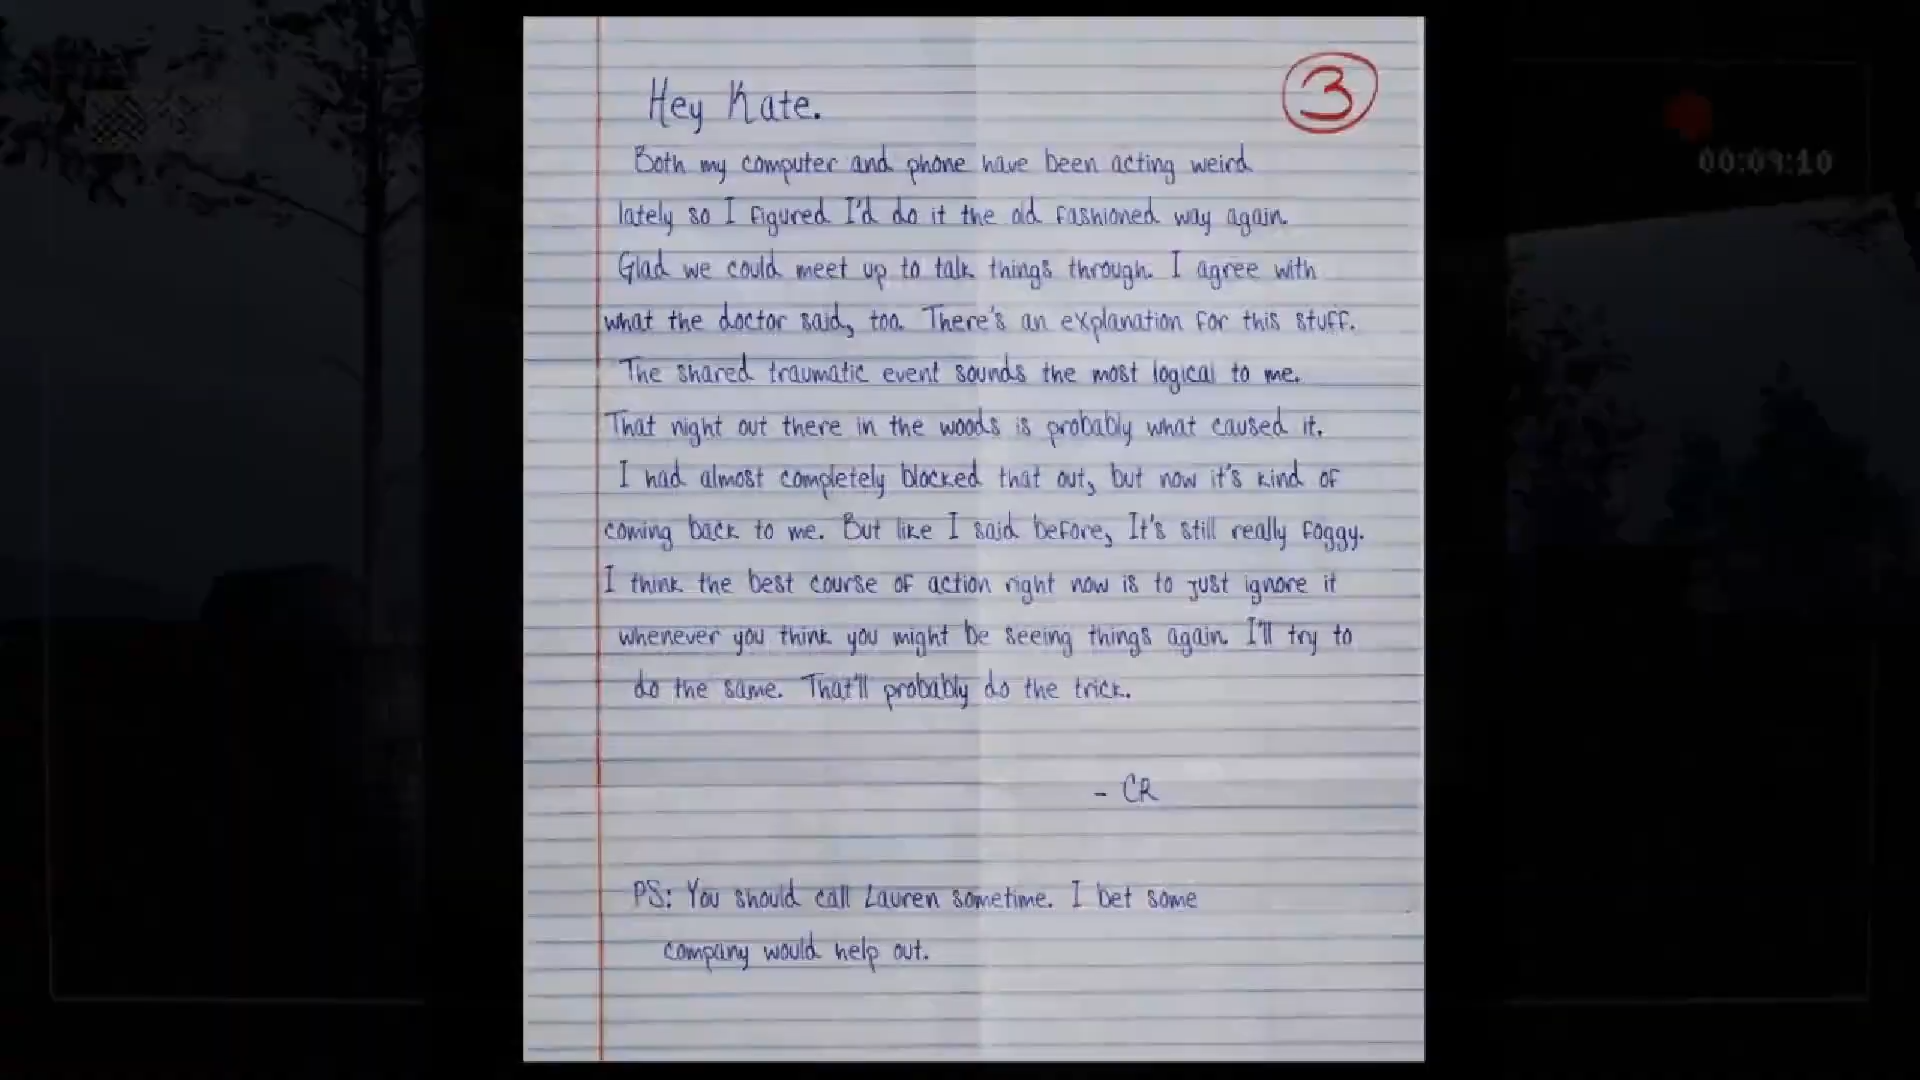 3
Hey Kate.
Both my computer and phone have been acting weird
lately so I figured I'd do it the old fashioned way again.
Glad we could meet up to talk things through. I agree with
what the doctor said, too. There's an explanation for this stuff.
The shared traumatic event sounds the most logical to me.
That night out there in the woods is probably what caused it.
I had almost completely blocked that out, but now it's kind of
coming back to me. But like I said before, It's still really foggy.
I think the best course of action right now is to just ignore it
whenever you think you might be seeing things again. I'll try to
do the same. That'll probably do the trick.
- CR
PS: You should call Lauren sometime. I bet some
company would help out.
00:09:10